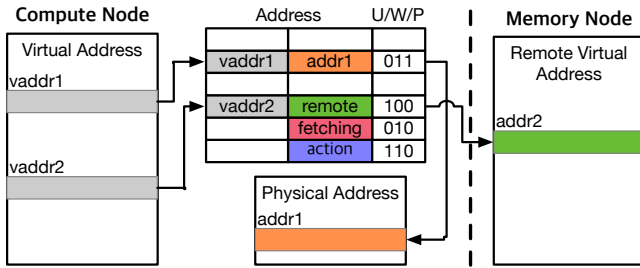 Compute Node
Address
U/W/P
Memory Node
Virtual Address
vaddr1
vaddr2
vaddr1 addr1 011
vaddr2 remote 100
fetching 010
action 110
Physical Address
addr1
Remote Virtual
Address
addr2